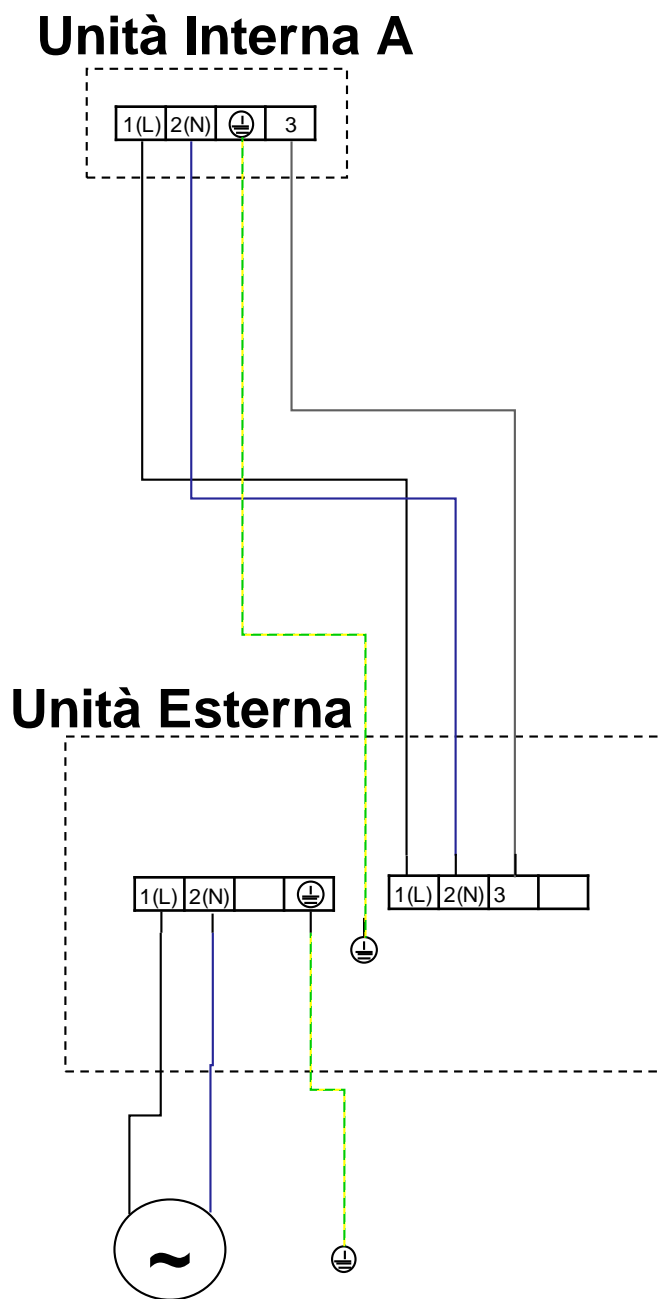 Unità Interna A
1(L) 2(N) 3
Unità Esterna
1(L) 2(N)
1(L) 2(N) 3
~